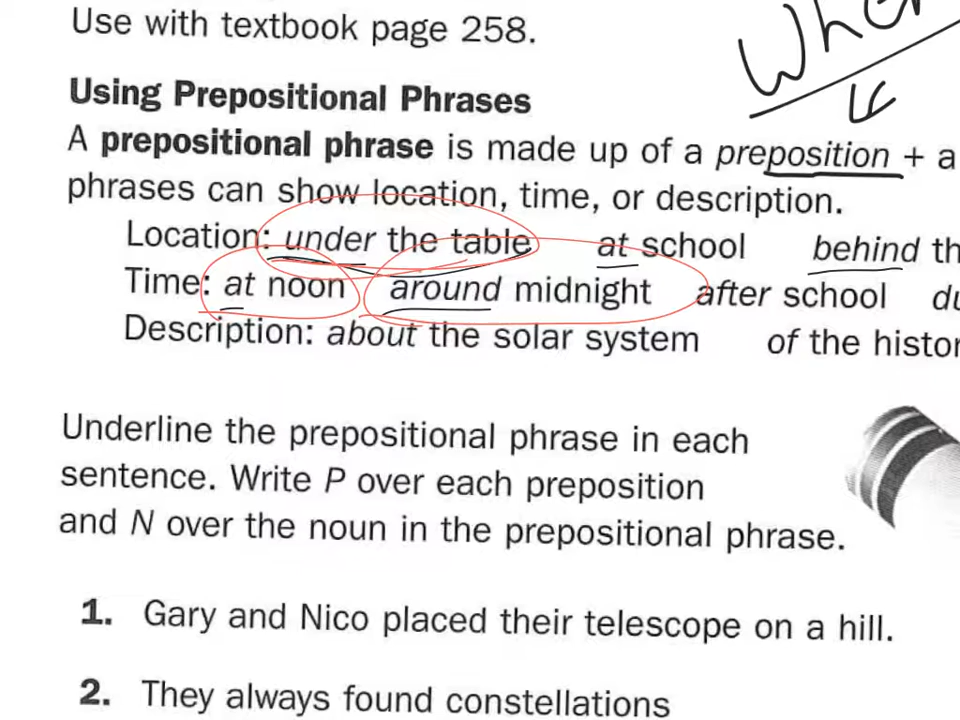 Use with textbook page 258.
Using Prepositional Phrases
A prepositional phrase is made up of a preposition + a
phrases can show location, time, or description.
Location: under the table at school behind
Time: at noon around midnight after school
Description: about the solar system of the
Underline the prepositional phrase in each
sentence. Write P over each preposition
and N over the noun in the prepositional phrase.
1. Gary and Nico placed their telescope on a hill.
2. They always found constellations